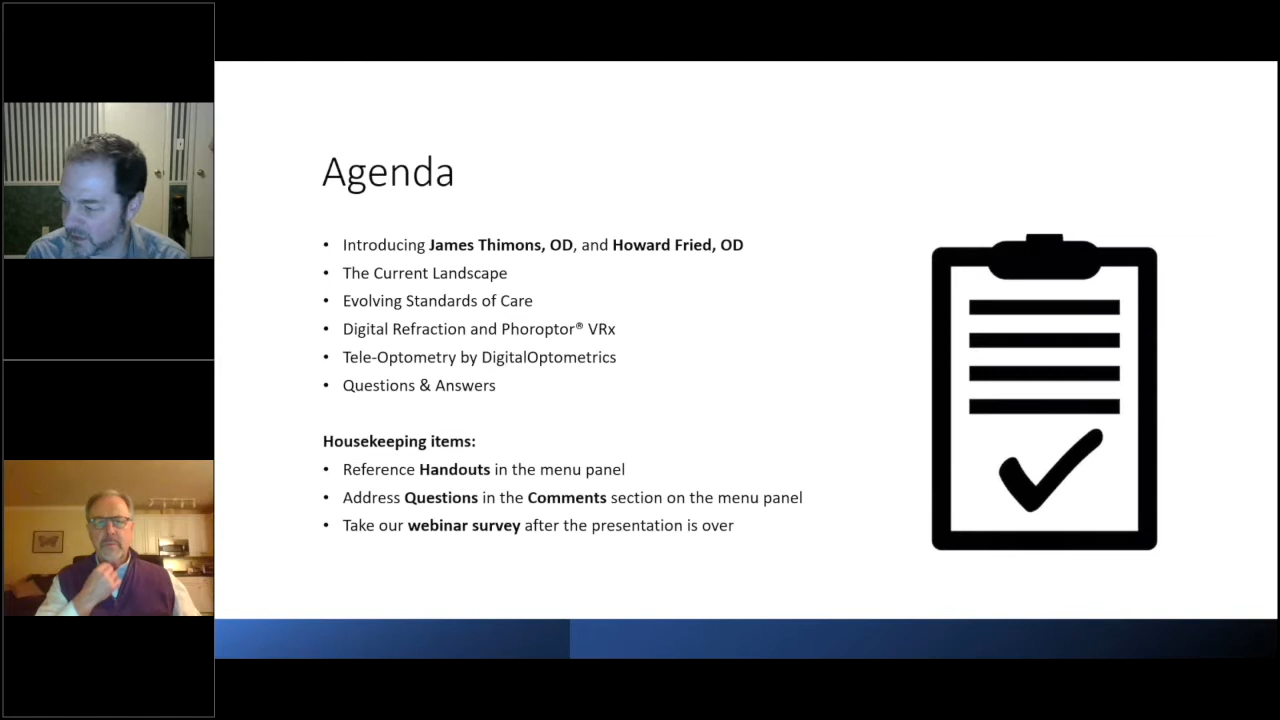 Agenda
• Introducing James Thimons, OD, and Howard Fried, OD
• The Current Landscape
• Evolving Standards of Care
• Digital Refraction and Phoroptor® VRx
• Tele-Optometry by DigitalOptometrics
• Questions & Answers
Housekeeping items:
• Reference Handouts in the menu panel
• Address Questions in the Comments section on the menu panel
• Take our webinar survey after the presentation is over